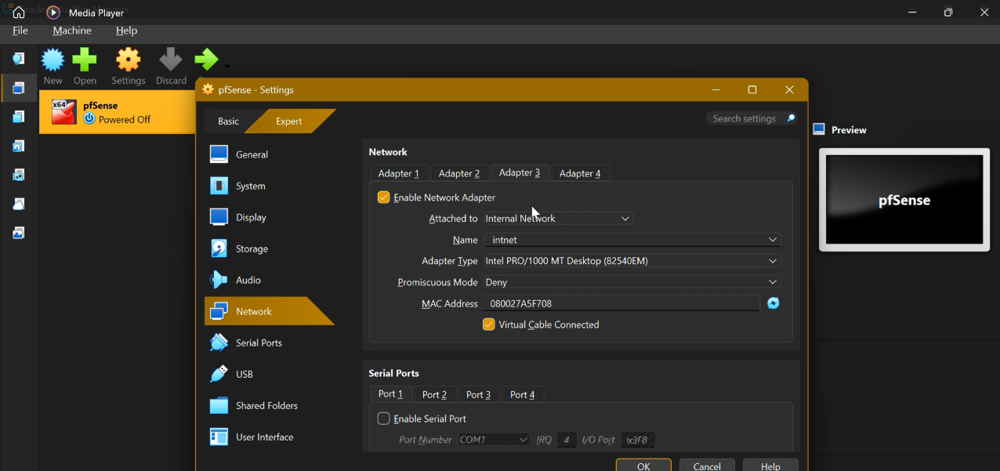 Media Player
File Machine Help
New Open Settings Discard
x64 pfSense
Powered Off
pfSense - Settings
Basic Expert Search settings
General
System
Display
Storage
Audio
Network
Serial Ports
USB
Shared Folders
User Interface
Network
Adapter 1 Adapter 2 Adapter 3 Adapter 4
Enable Network Adapter
Attached to Internal Network
Name intnet
Adapter Type Intel PRO/1000 MT Desktop (82540EM)
Promiscuous Mode Deny
MAC Address 080027A5F708
Virtual Cable Connected
Serial Ports
Port 1 Port 2 Port 3 Port 4
Enable Serial Port
Port Number COM1 IRQ 4 I/O Port 0x3F8
OK Cancel Help
Preview
pfSense